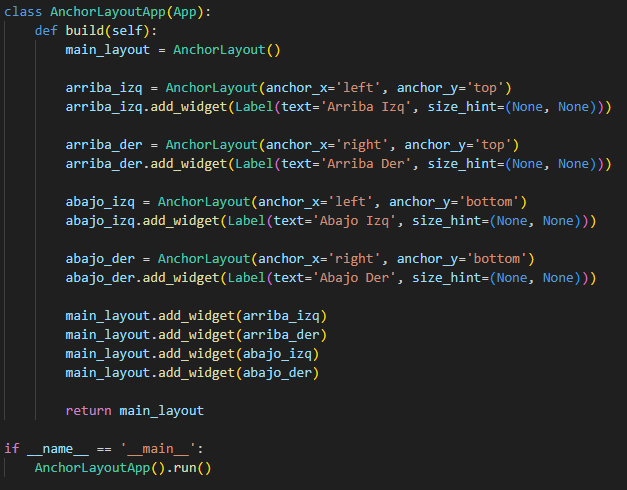 class AnchorLayoutApp(App):
    def build(self):
        main_layout = AnchorLayout()

        arriba_izq = AnchorLayout(anchor_x='left', anchor_y='top')
        arriba_izq.add_widget(Label(text='Arriba Izq', size_hint=(None, None)))

        arriba_der = AnchorLayout(anchor_x='right', anchor_y='top')
        arriba_der.add_widget(Label(text='Arriba Der', size_hint=(None, None)))

        abajo_izq = AnchorLayout(anchor_x='left', anchor_y='bottom')
        abajo_izq.add_widget(Label(text='Abajo Izq', size_hint=(None, None)))

        abajo_der = AnchorLayout(anchor_x='right', anchor_y='bottom')
        abajo_der.add_widget(Label(text='Abajo Der', size_hint=(None, None)))

        main_layout.add_widget(arriba_izq)
        main_layout.add_widget(arriba_der)
        main_layout.add_widget(abajo_izq)
        main_layout.add_widget(abajo_der)

        return main_layout

if __name__ == '__main__':
    AnchorLayoutApp().run()